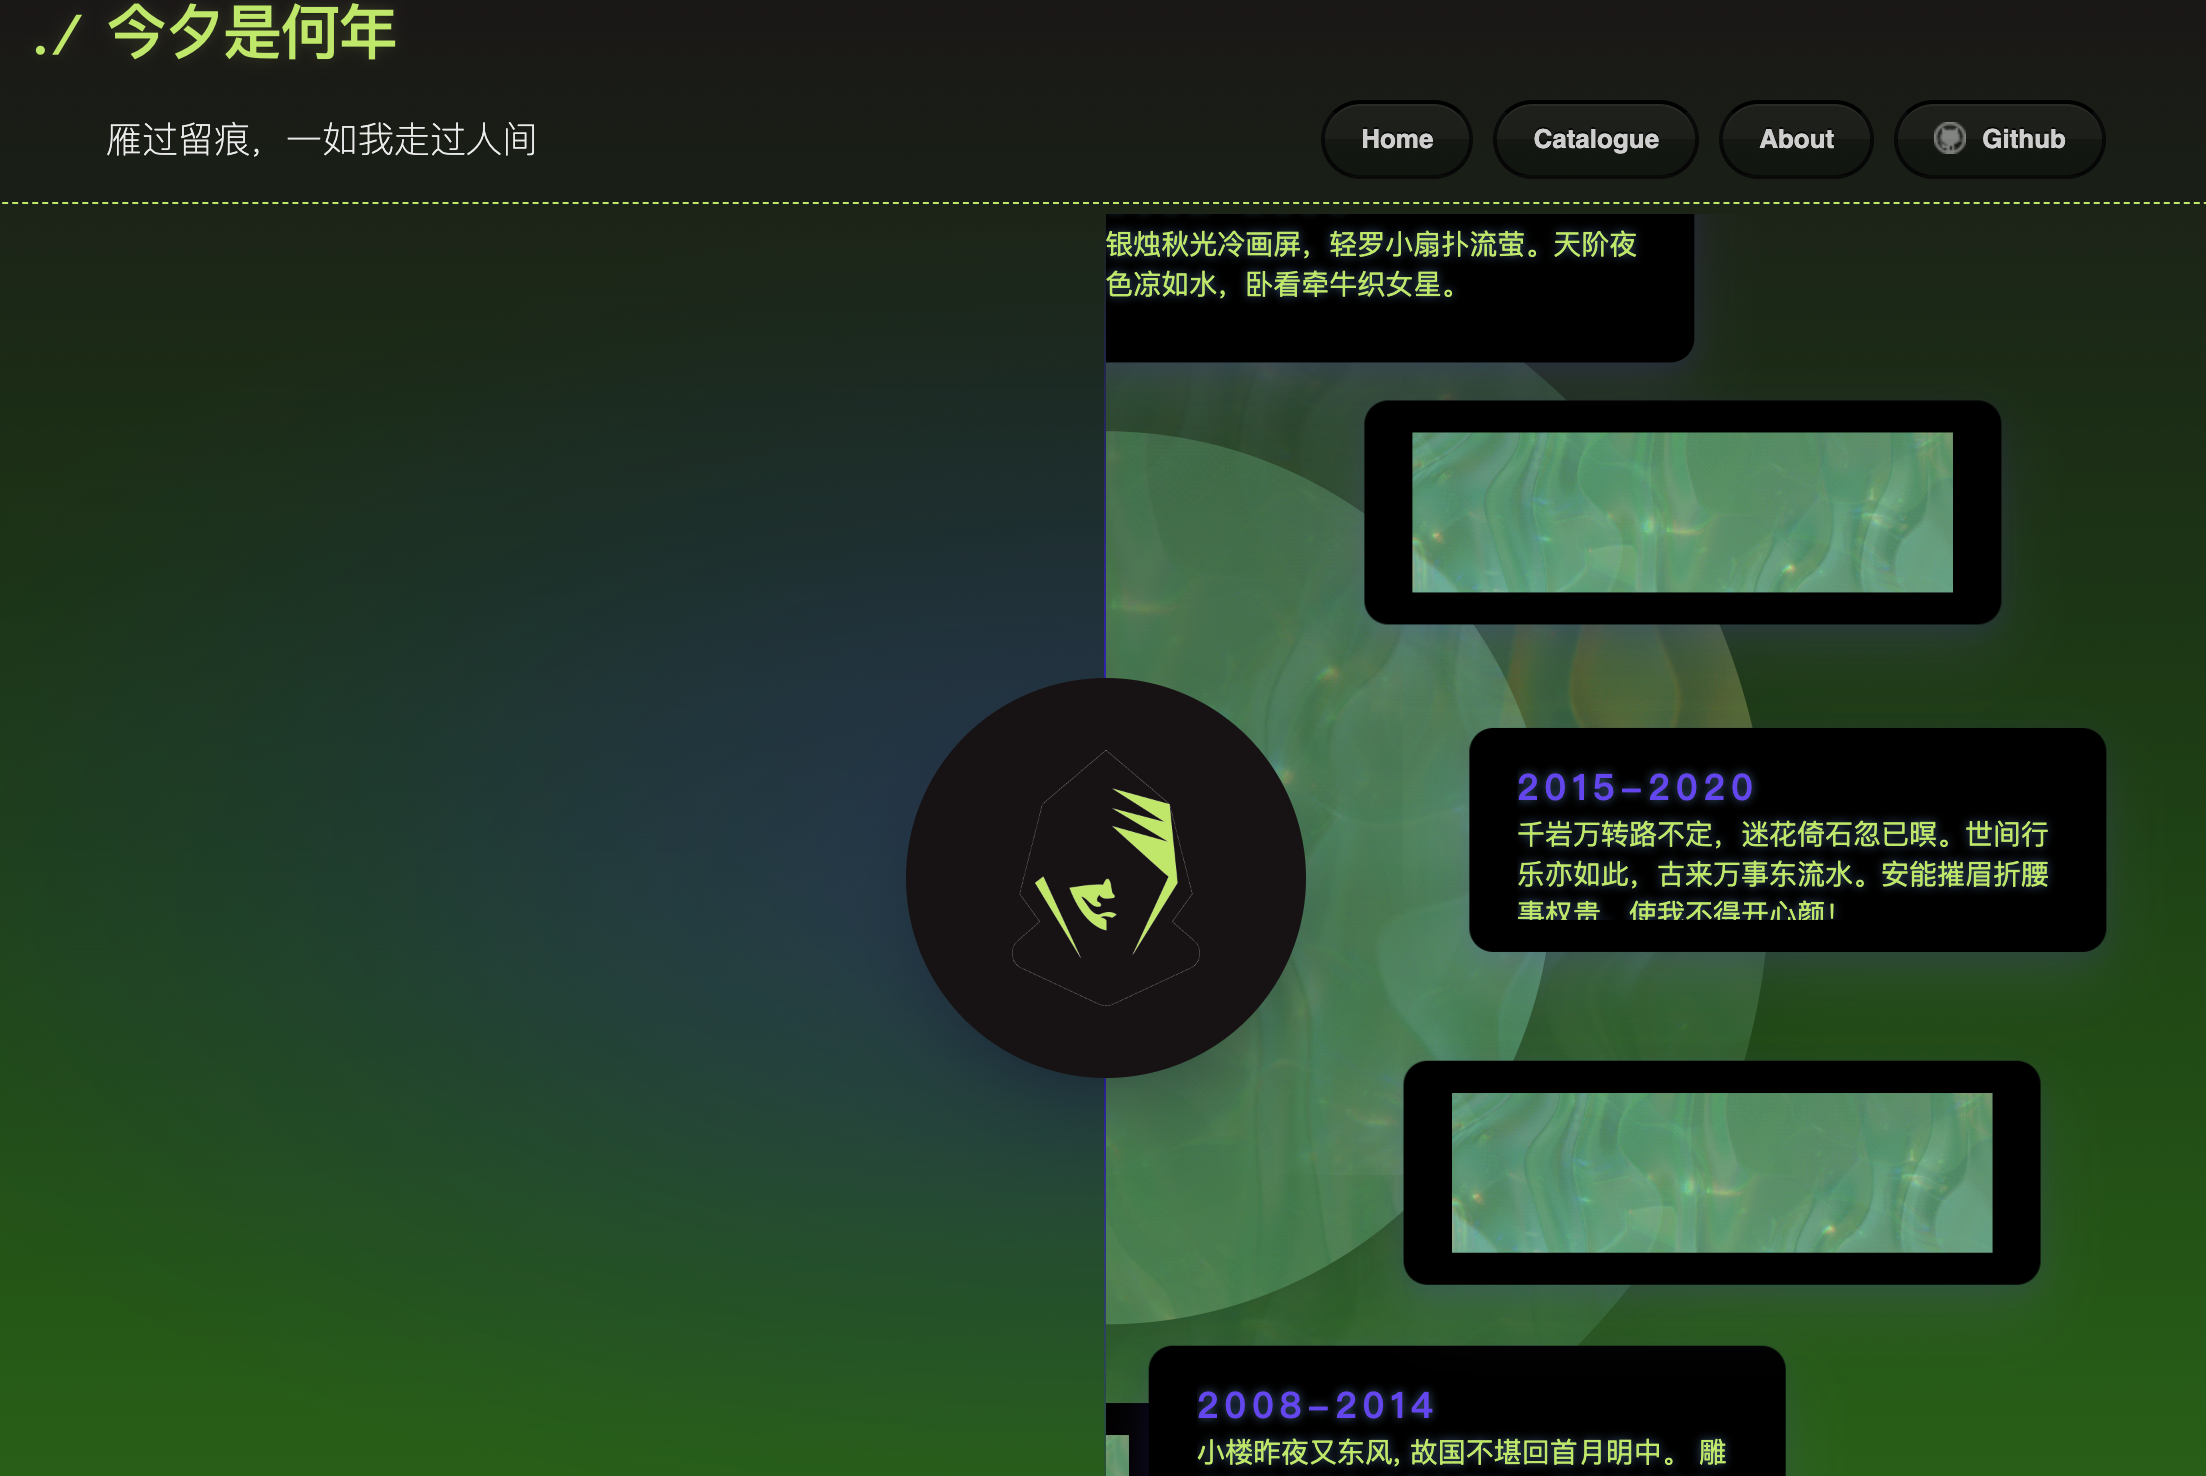 ./ 今夕是何年
雁过留痕，一如我走过人间
Home
Catalogue
About
Github
银烛秋光冷画屏，轻罗小扇扑流萤。天阶夜
色凉如水，卧看牵牛织女星。
2015-2020
千岩万转路不定，迷花倚石忽已暝。世间行
乐亦如此，古来万事东流水。安能摧眉折腰
事权贵，使我不得开心颜！
2008-2014
小楼昨夜又东风, 故国不堪回首月明中。 雕